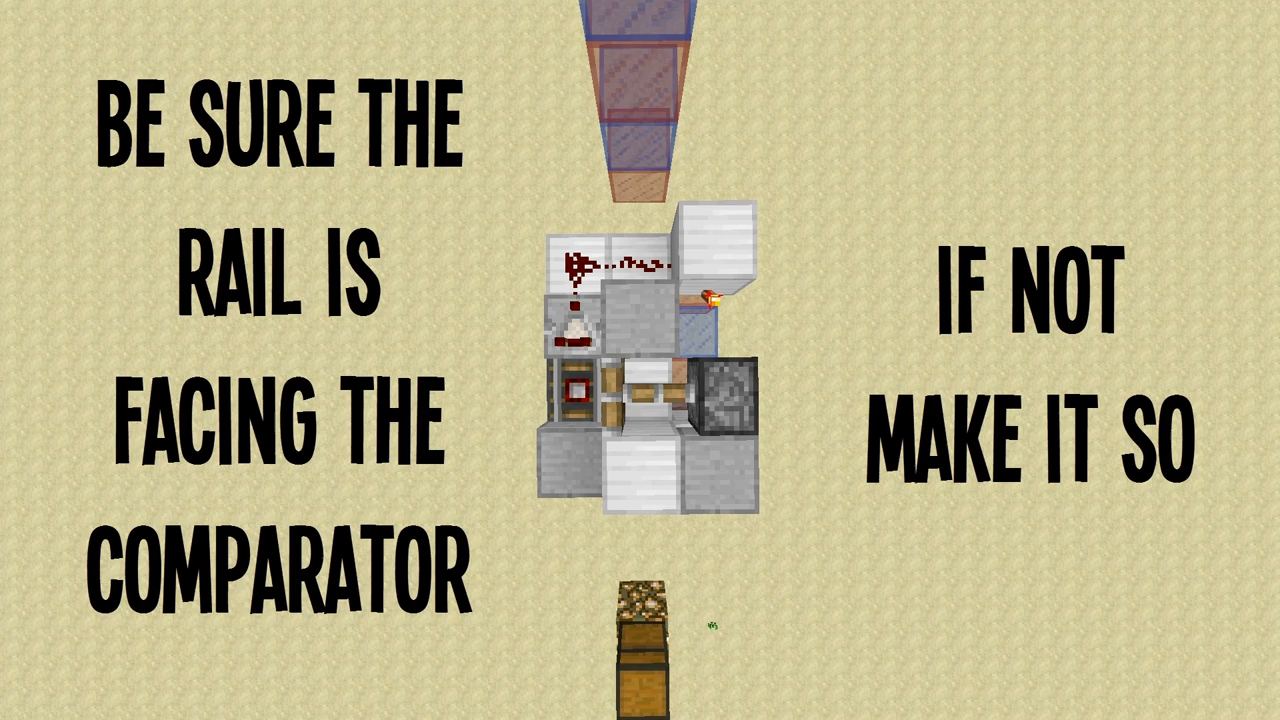 BE SURE THE
RAIL IS
FACING THE
COMPARATOR
IF NOT
MAKE IT SO